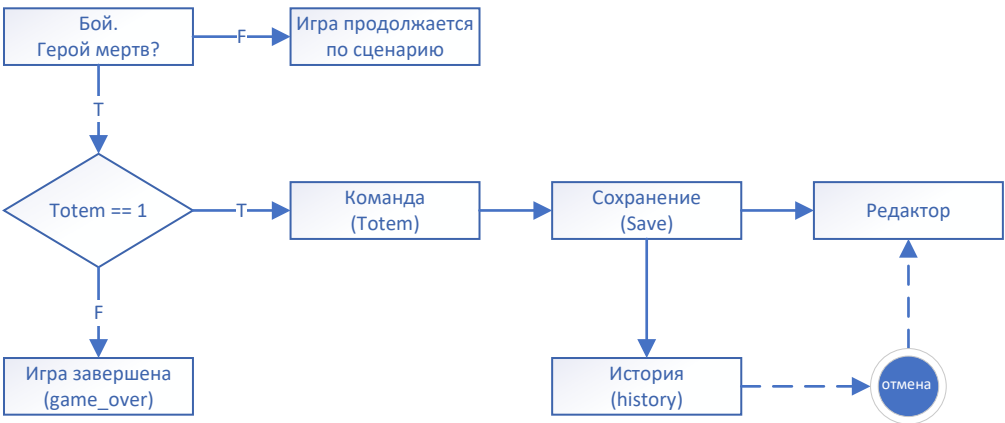 Бой.
Герой мертв?
F
Игра продолжается
по сценарию
T
Totem == 1
T
Команда
(Totem)
Сохранение
(Save)
Редактор
F
Игра завершена
(game_over)
История
(history)
отмена